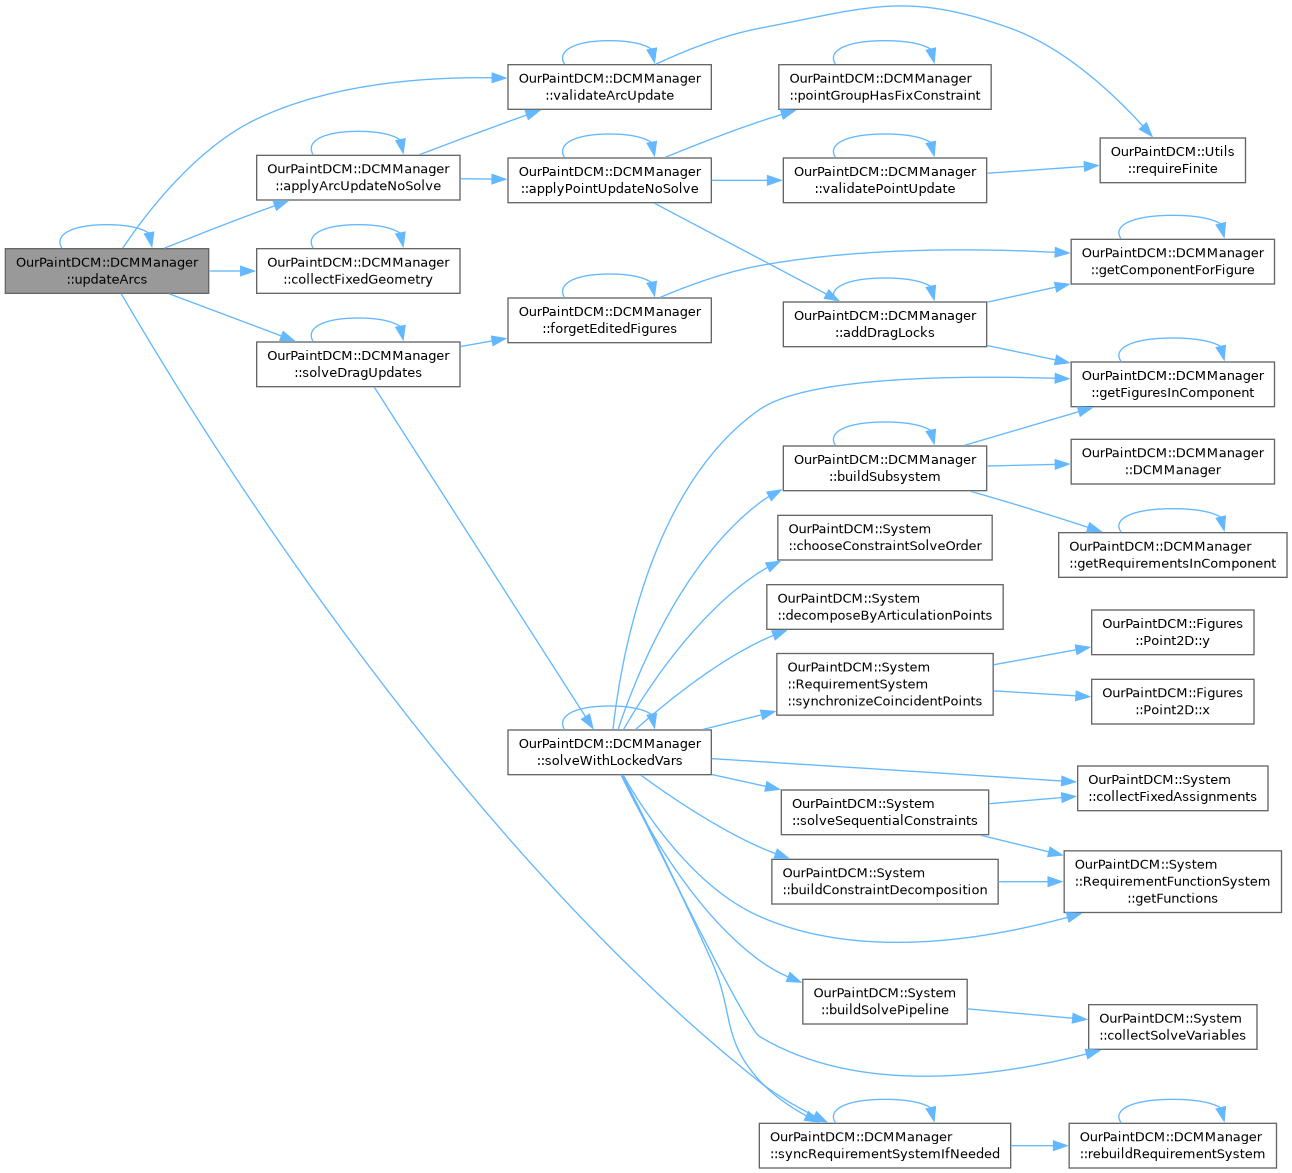 OurPaintDCM::DCMManager
::updateArcs
OurPaintDCM::DCMManager
::applyArcUpdateNoSolve
OurPaintDCM::DCMManager
::collectFixedGeometry
OurPaintDCM::DCMManager
::solveDragUpdates
OurPaintDCM::DCMManager
::validateArcUpdate
OurPaintDCM::DCMManager
::applyPointUpdateNoSolve
OurPaintDCM::DCMManager
::forgetEditedFigures
OurPaintDCM::DCMManager
::solveWithLockedVars
OurPaintDCM::DCMManager
::pointGroupHasFixConstraint
OurPaintDCM::DCMManager
::validatePointUpdate
OurPaintDCM::DCMManager
::addDragLocks
OurPaintDCM::DCMManager
::buildSubsystem
OurPaintDCM::System
::chooseConstraintSolveOrder
OurPaintDCM::System
::decomposeByArticulationPoints
OurPaintDCM::System
::RequirementSystem
::synchronizeCoincidentPoints
OurPaintDCM::System
::solveSequentialConstraints
OurPaintDCM::System
::buildConstraintDecomposition
OurPaintDCM::System
::buildSolvePipeline
OurPaintDCM::DCMManager
::syncRequirementSystemIfNeeded
OurPaintDCM::Utils
::requireFinite
OurPaintDCM::DCMManager
::getComponentForFigure
OurPaintDCM::DCMManager
::getFiguresInComponent
OurPaintDCM::DCMManager
::DCMManager
OurPaintDCM::DCMManager
::getRequirementsInComponent
OurPaintDCM::Figures
::Point2D::y
OurPaintDCM::Figures
::Point2D::x
OurPaintDCM::System
::collectFixedAssignments
OurPaintDCM::System
::RequirementFunctionSystem
::getFunctions
OurPaintDCM::System
::collectSolveVariables
OurPaintDCM::DCMManager
::rebuildRequirementSystem